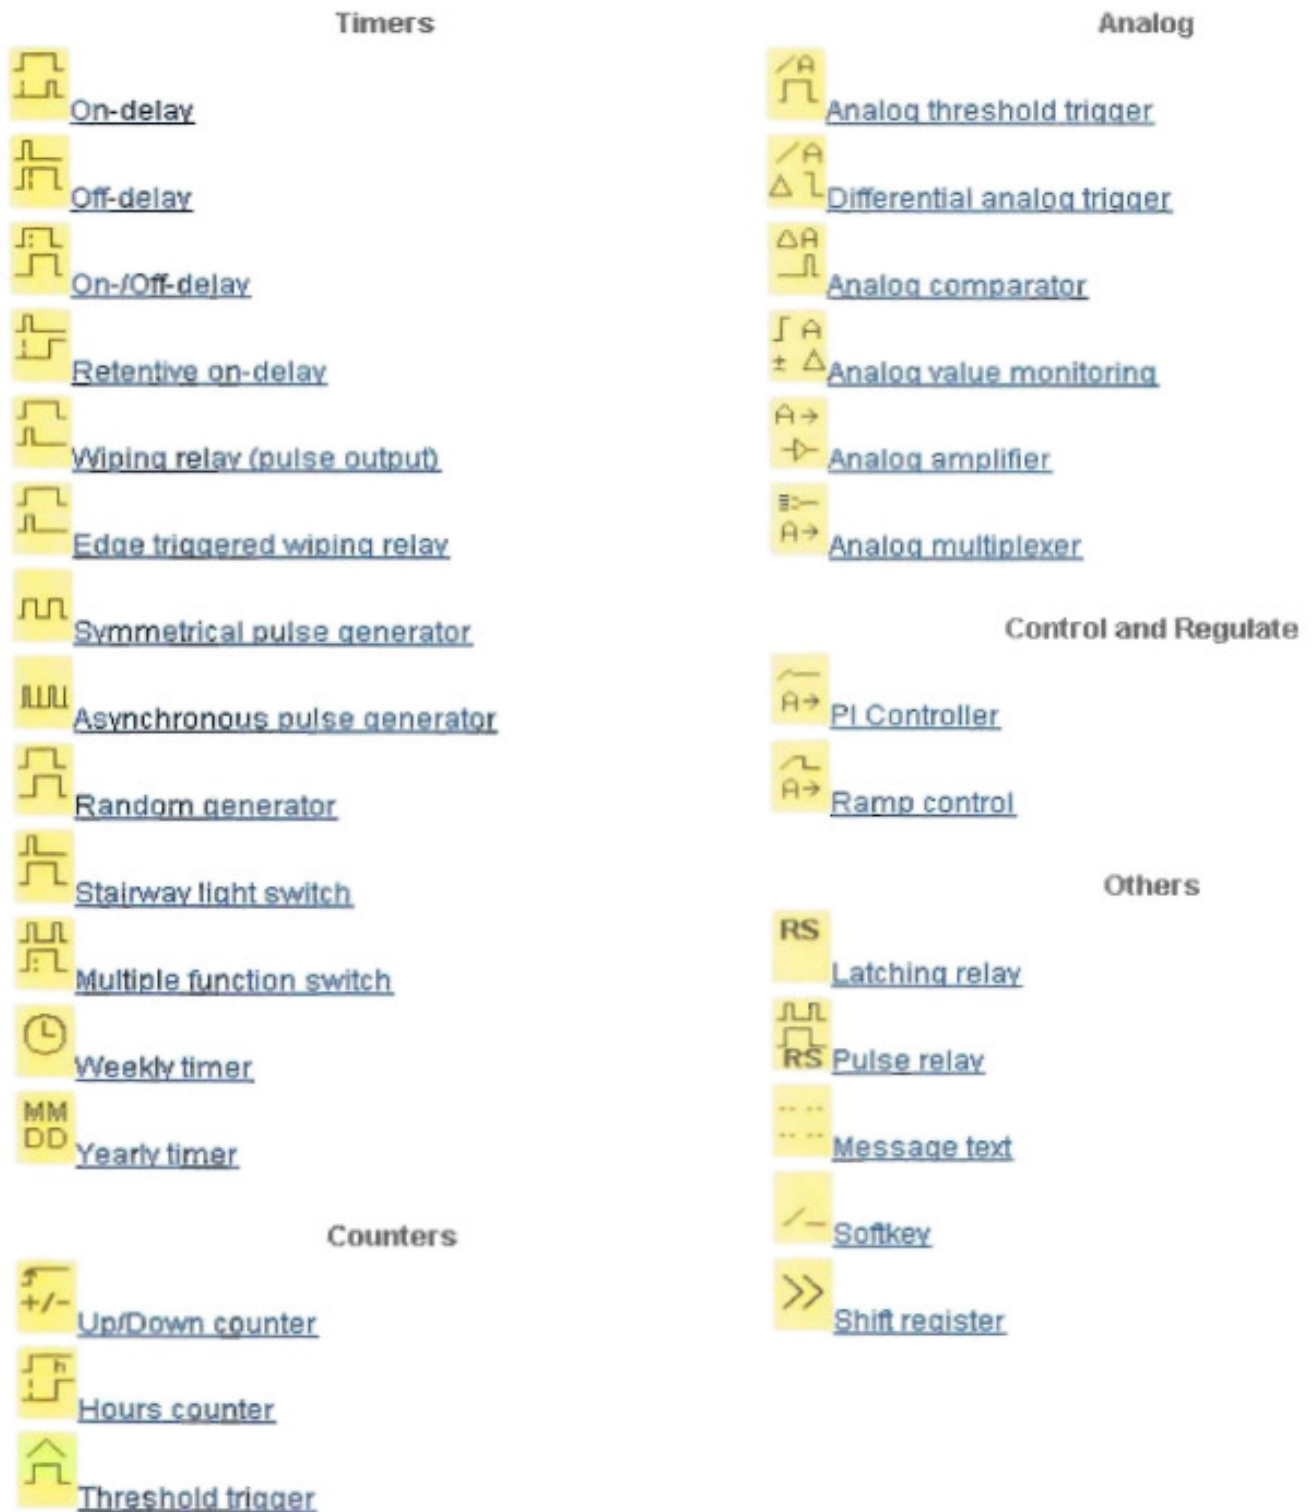 Timers
On-delay
Off-delay
On-/Off-delay
Retentive on-delay
Wiping relay (pulse output)
Edge triggered wiping relay
Symmetrical pulse generator
Asynchronous pulse generator
Random generator
Stairway light switch
Multiple function switch
Weekly timer
MM
DD
Yearly timer
Counters
+/-
Up/Down counter
h
Hours counter
Threshold trigger
Analog
/A
Analog threshold trigger
/A
Δ
Differential analog trigger
ΔA
Analog comparator
A
± Δ
Analog value monitoring
A→
Analog amplifier
A→
Analog multiplexer
Control and Regulate
A→
PI Controller
A→
Ramp control
Others
RS
Latching relay
RS
Pulse relay
Message text
Softkey
>>
Shift register